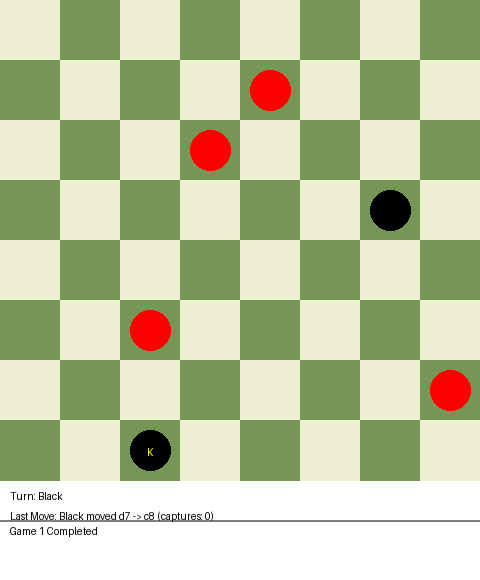 K
Turn: Black
Last Move: Black moved d7 -> c8 (captures: 0)
Game 1 Completed